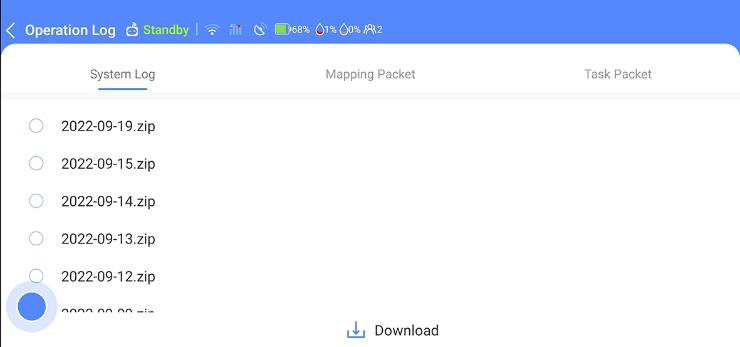 Operation Log Standby 68% 1% 0% 2
System Log Mapping Packet Task Packet
2022-09-19.zip
2022-09-15.zip
2022-09-14.zip
2022-09-13.zip
2022-09-12.zip
Download